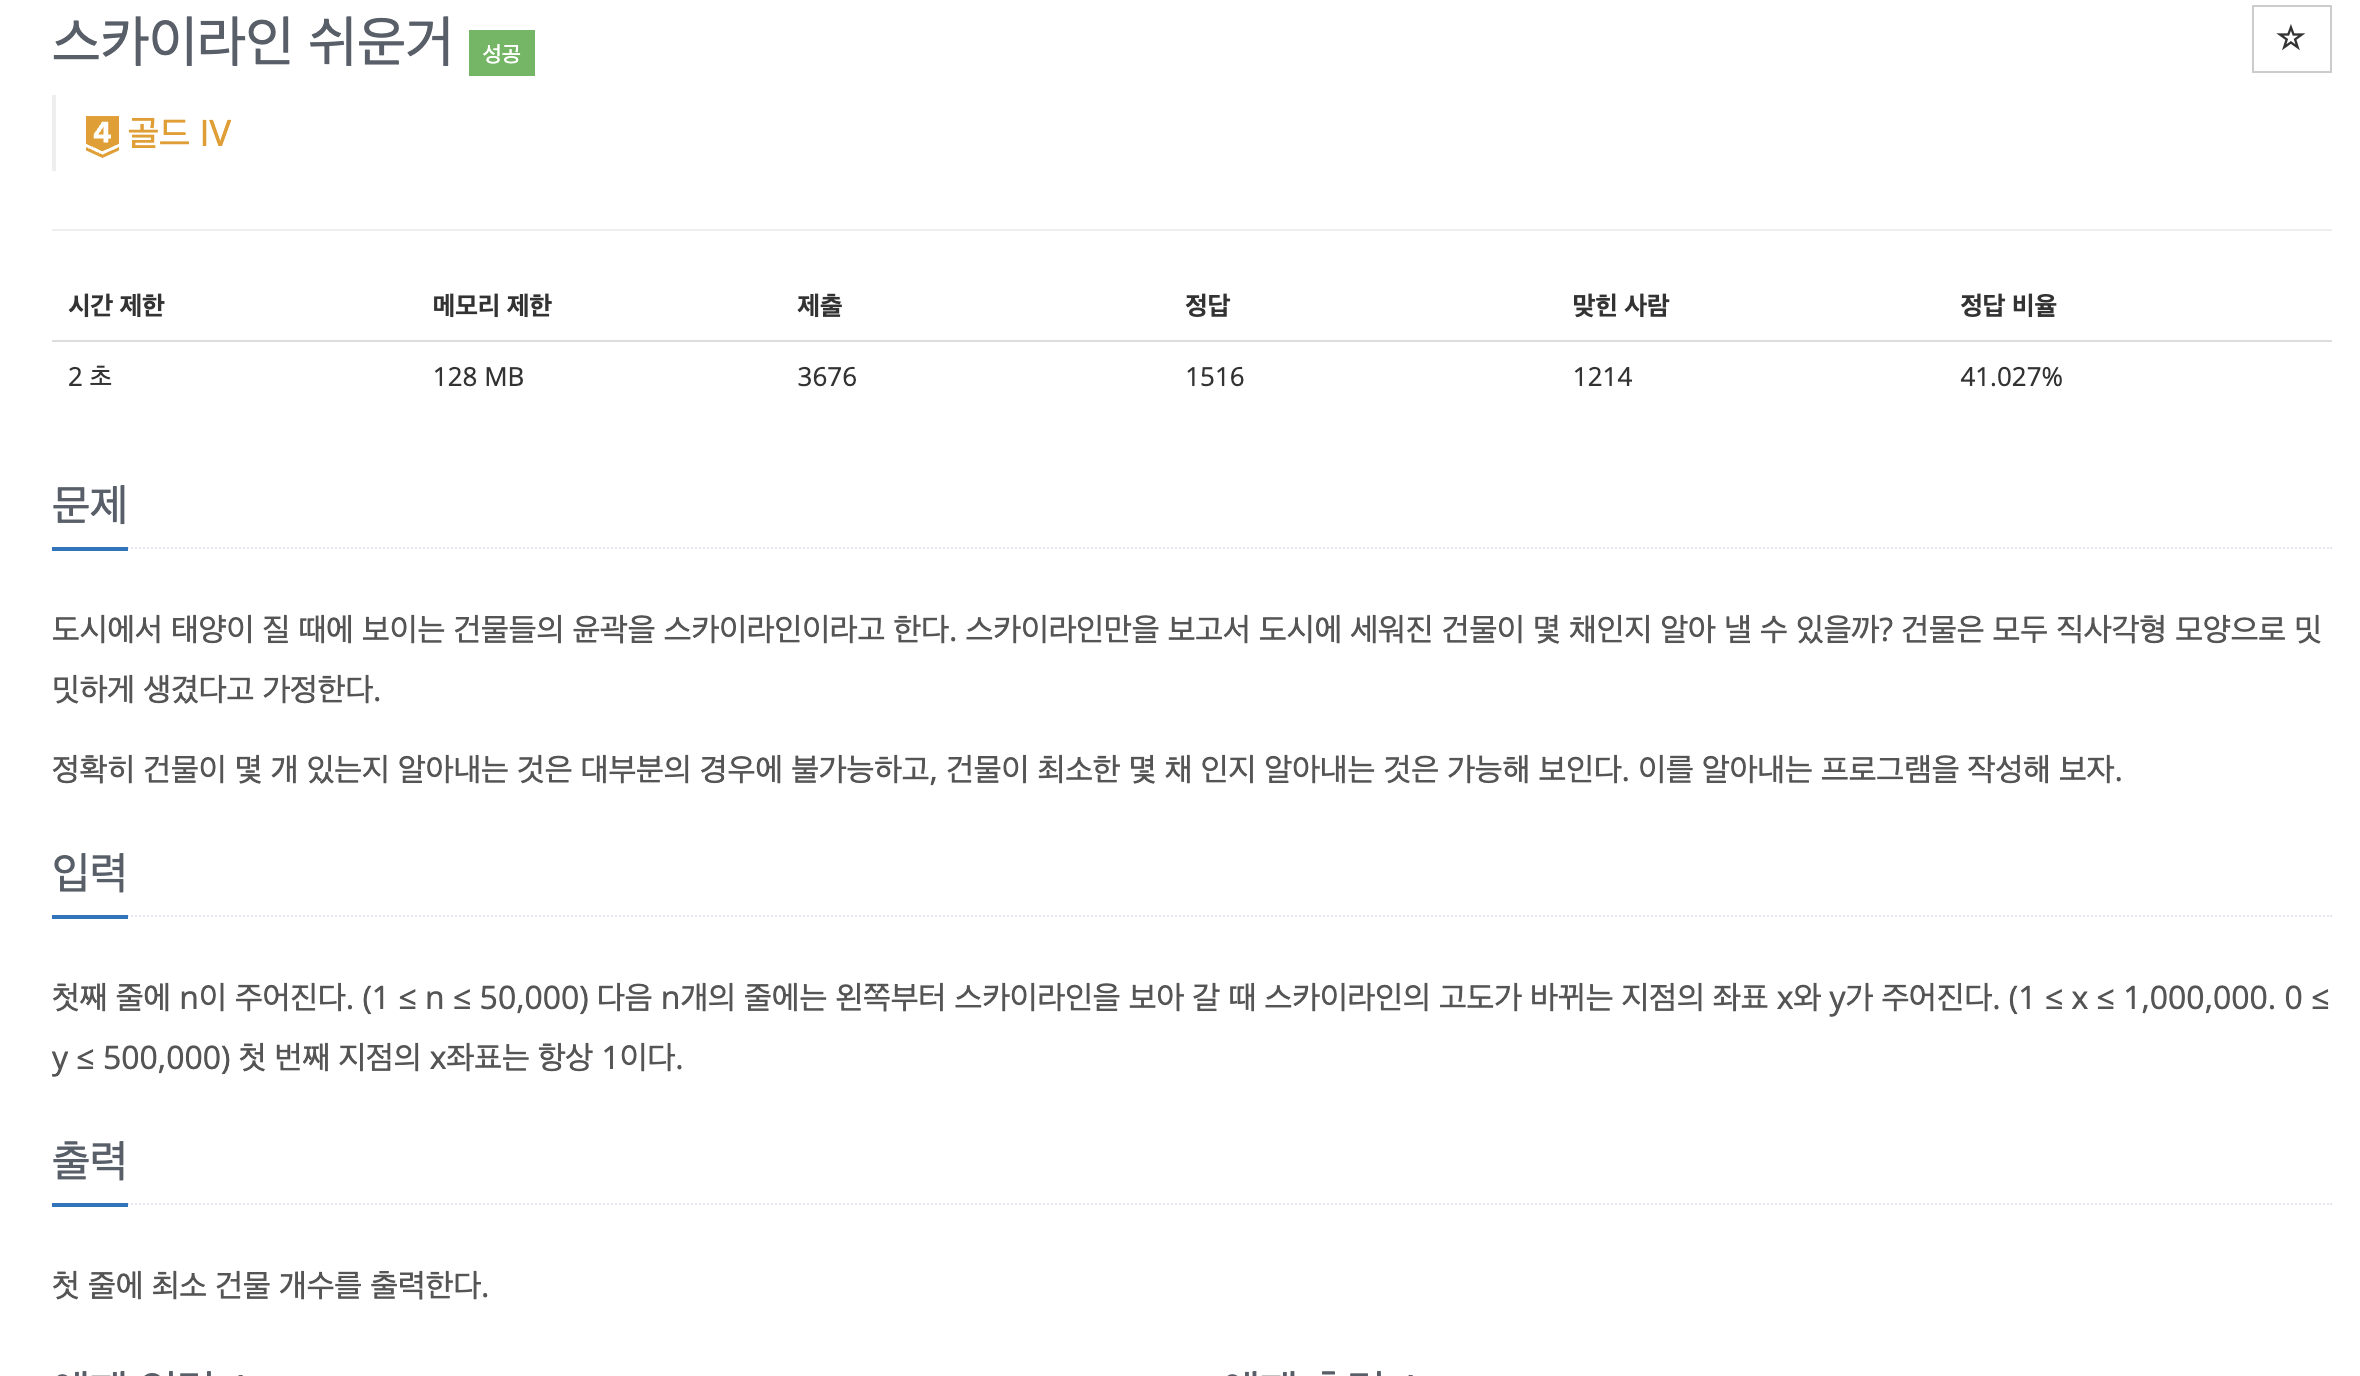 스카이라인 쉬운거 성공
4 골드 IV
시간 제한 메모리 제한 제출 정답 맞힌 사람 정답 비율
2 초 128 MB 3676 1516 1214 41.027%
문제
도시에서 태양이 질 때에 보이는 건물들의 윤곽을 스카이라인이라고 한다. 스카이라인만을 보고서 도시에 세워진 건물이 몇 채인지 알아 낼 수 있을까? 건물은 모두 직사각형 모양으로 밋
밋하게 생겼다고 가정한다.
정확히 건물이 몇 개 있는지 알아내는 것은 대부분의 경우에 불가능하고, 건물이 최소한 몇 채 인지 알아내는 것은 가능해 보인다. 이를 알아내는 프로그램을 작성해 보자.
입력
첫째 줄에 n이 주어진다. (1 ≤ n ≤ 50,000) 다음 n개의 줄에는 왼쪽부터 스카이라인을 보아 갈 때 스카이라인의 고도가 바뀌는 지점의 좌표 x와 y가 주어진다. (1 ≤ x ≤ 1,000,000. 0 ≤
y ≤ 500,000) 첫 번째 지점의 x좌표는 항상 1이다.
출력
첫 줄에 최소 건물 개수를 출력한다.